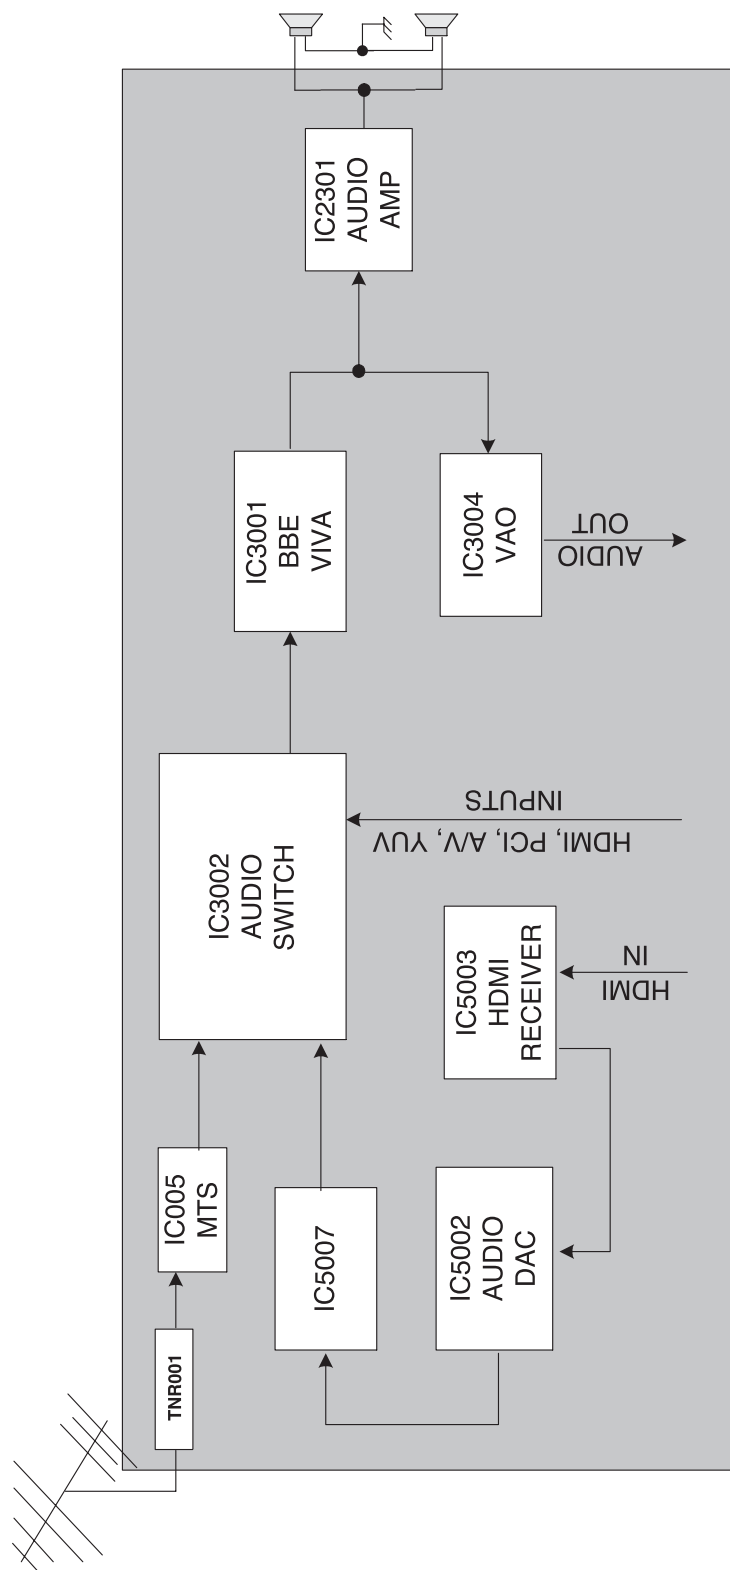 TNR001
IC005
MTS
IC5007
IC5002
AUDIO
DAC
IC5003
HDMI
RECEIVER
HDMI
IN
IC3002
AUDIO
SWITCH
HDMI, PCI, A/V, YUV
INPUTS
IC3001
BBE
VIVA
IC3004
VAO
AUDIO
OUT
IC2301
AUDIO
AMP